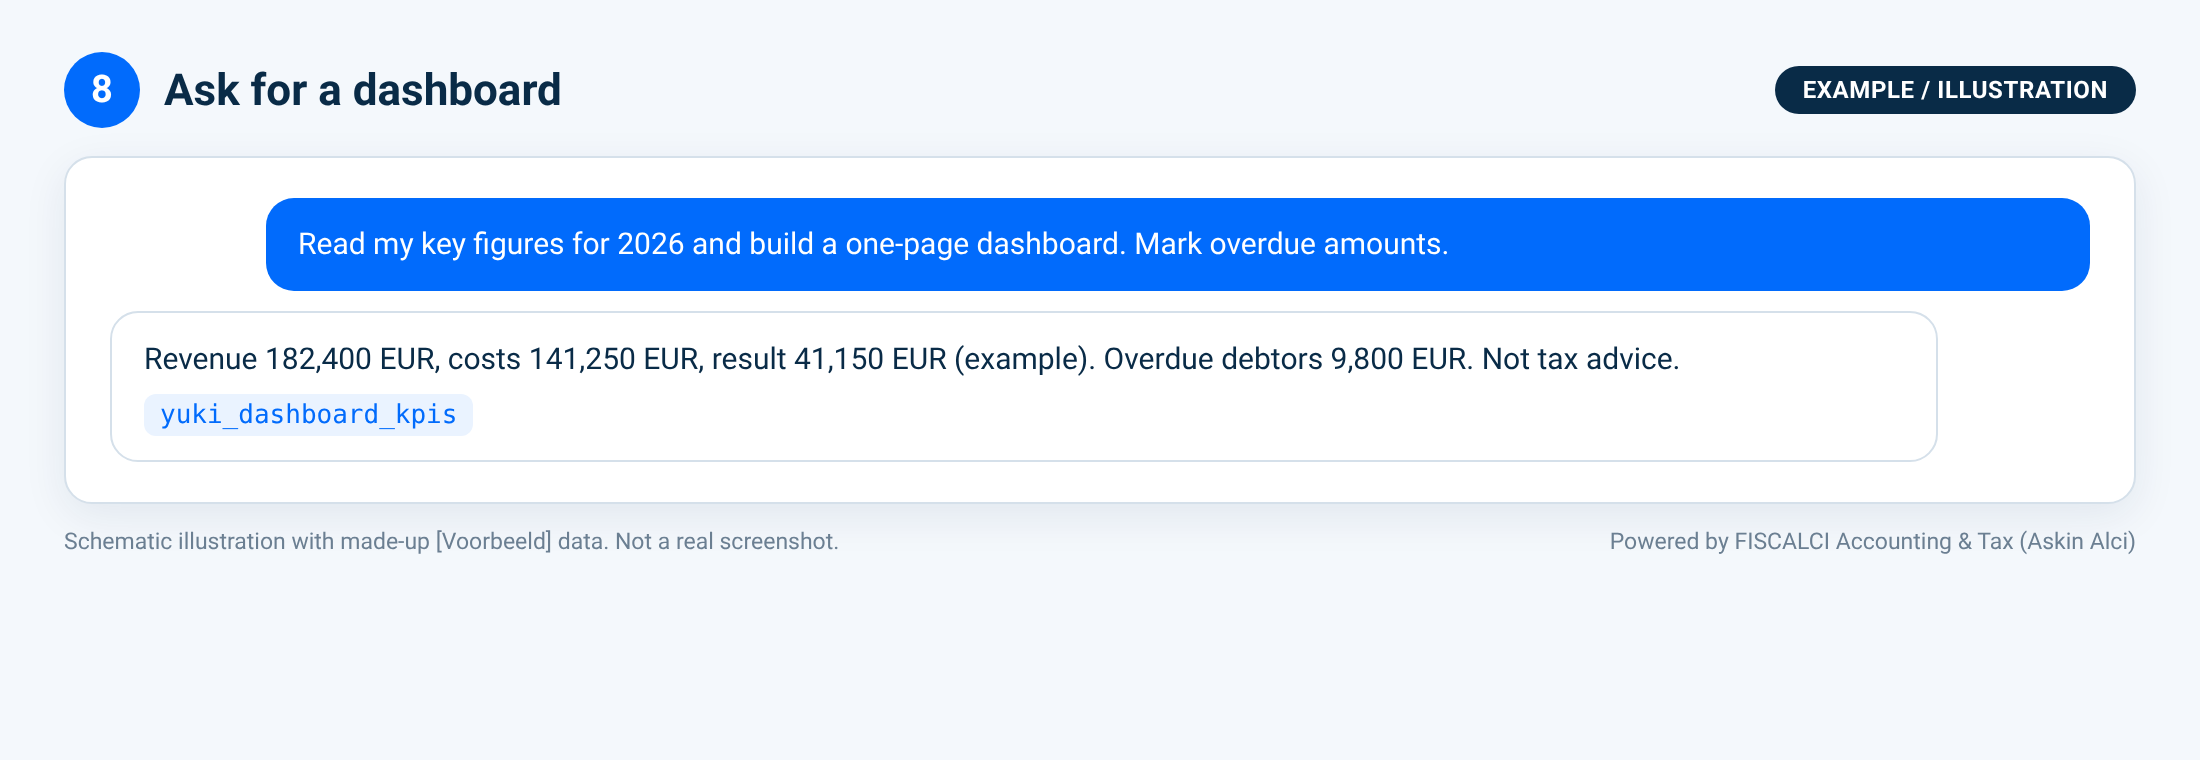 8
Ask for a dashboard
EXAMPLE / ILLUSTRATION
Read my key figures for 2026 and build a one-page dashboard. Mark overdue amounts.
Revenue 182,400 EUR, costs 141,250 EUR, result 41,150 EUR (example). Overdue debtors 9,800 EUR. Not tax advice.
yuki_dashboard_kpis
Schematic illustration with made-up [Voorbeeld] data. Not a real screenshot.
Powered by FISCALCI Accounting & Tax (Askin Alci)